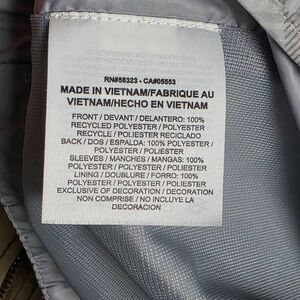 RN#56323 - CA#05553
MADE IN VIETNAM/FABRIQUE AU
VIETNAM/HECHO EN VIETNAM
FRONT / DEVANT / DELANTERO: 100%
RECYCLED POLYESTER / POLYESTER
RECYCLE / POLIESTER RECICLADO
BACK / DOS / ESPALDA: 100% POLYESTER /
POLYESTER / POLIESTER
SLEEVES / MANCHES / MANGAS: 100%
POLYESTER / POLYESTER / POLIESTER
LINING / DOUBLURE / FORRO: 100%
POLYESTER / POLYESTER / POLIESTER
EXCLUSIVE OF DECORATION / DECORATION
NON COMPRISE / NO INCLUYE LA
DECORACION